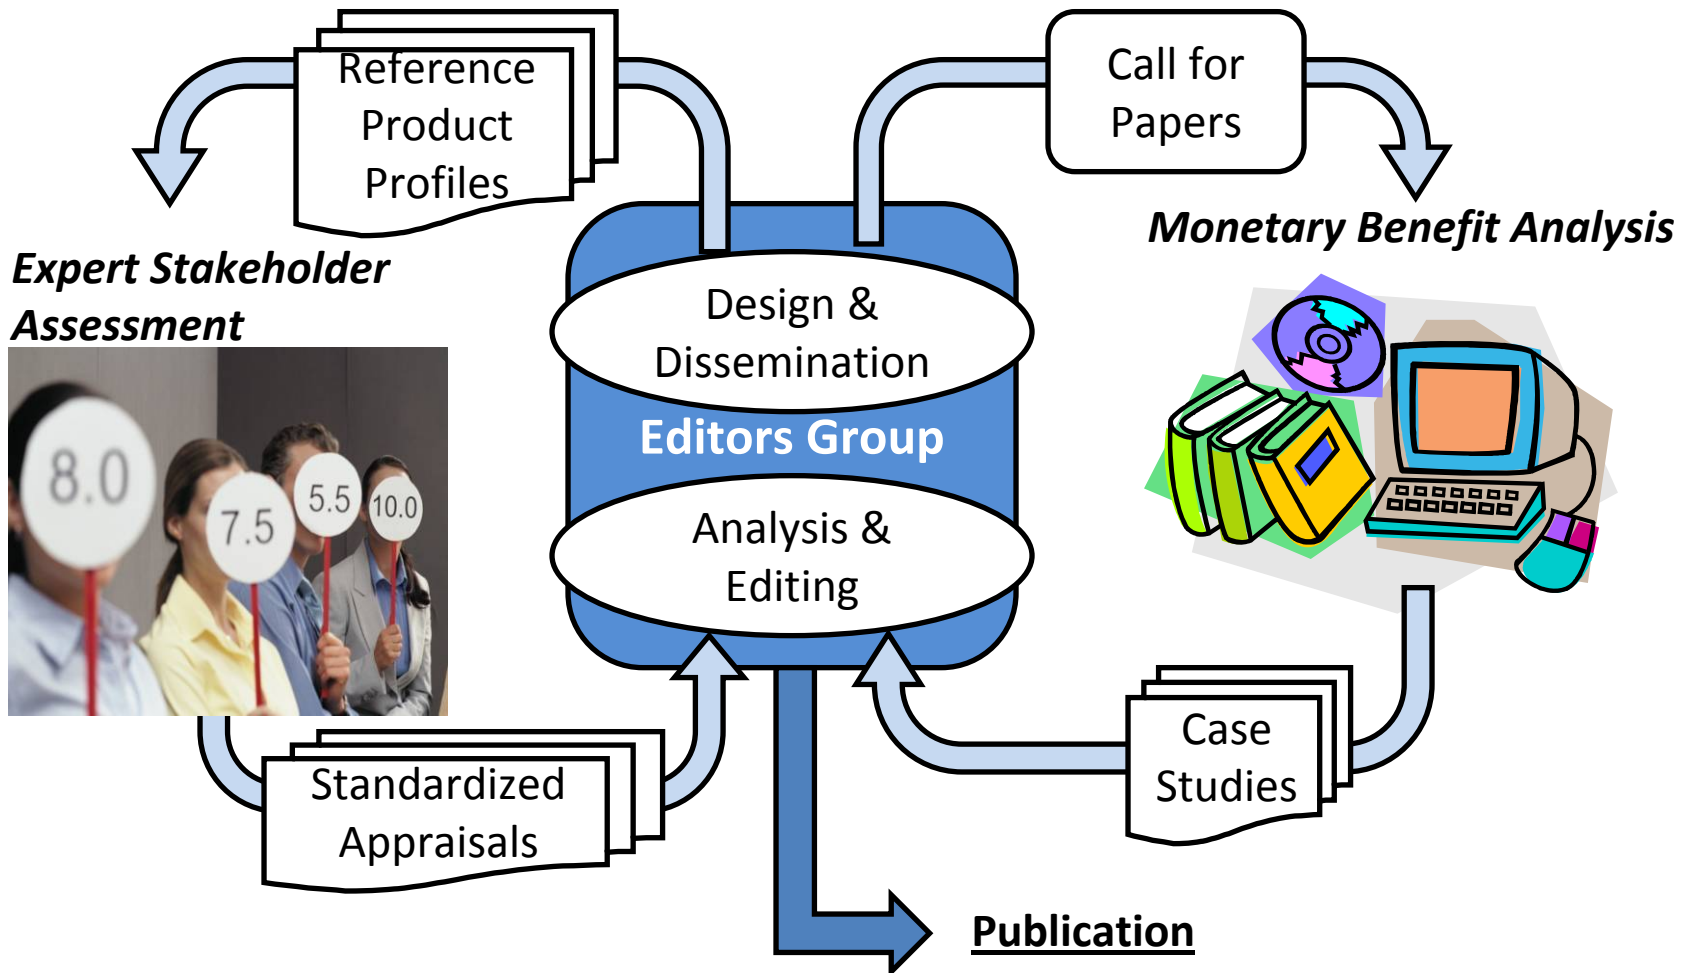 Reference
Product
Profiles
Call for
Papers
Expert Stakeholder
Assessment
Monetary Benefit Analysis
Design &
Dissemination
Editors Group
Analysis &
Editing
8.0
7.5
5.5
10.0
Standardized
Appraisals
Case
Studies
Publication